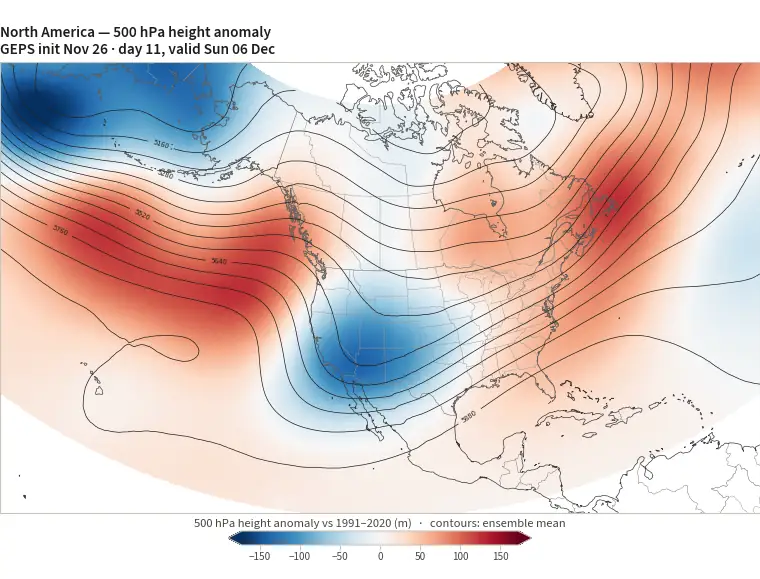 North America — 500 hPa height anomaly
GEPS init Nov 26 · day 11, valid Sun 06 Dec
5160
5280
5520
5760
5640
5880
500 hPa height anomaly vs 1991–2020 (m) · contours: ensemble mean
−150 −100 −50 0 50 100 150